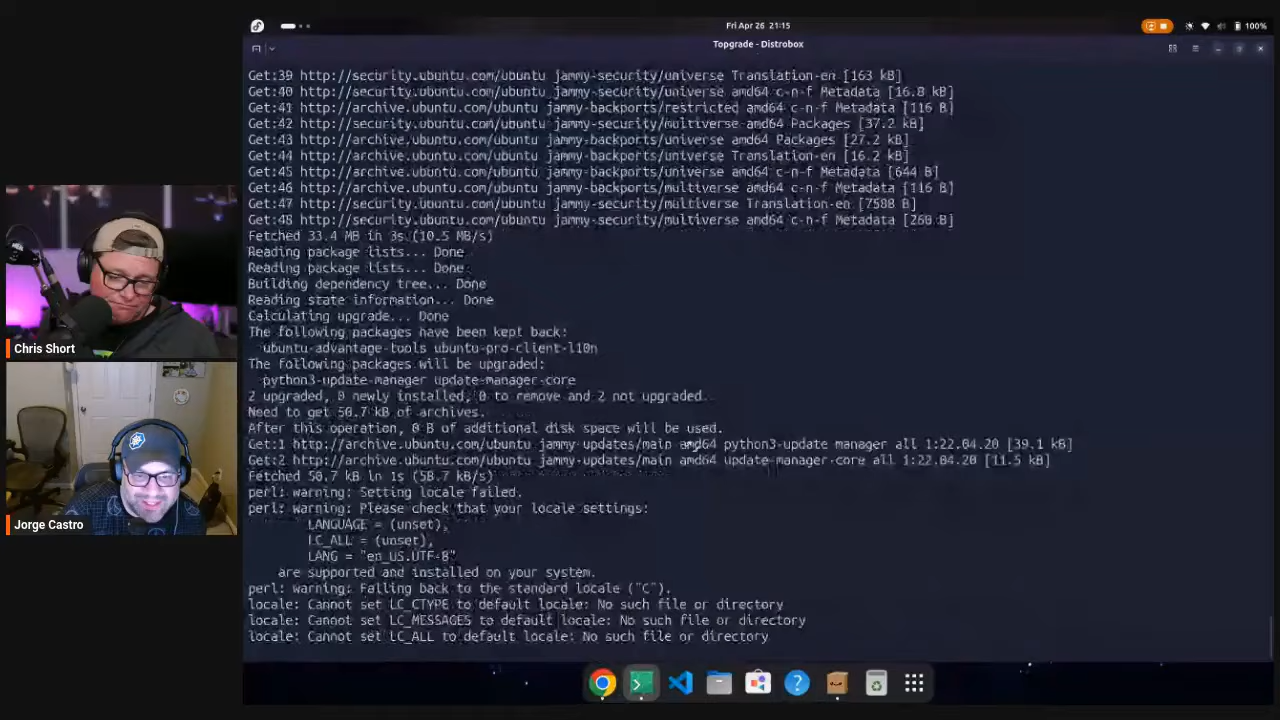 Fri Apr 26 21:15
100%
Topgrade - Distrobox
Get:39 http://security.ubuntu.com/ubuntu jammy-security/universe Translation-en [163 kB]
Get:40 http://security.ubuntu.com/ubuntu jammy-security/universe amd64 c-n-f Metadata [16.8 kB]
Get:41 http://archive.ubuntu.com/ubuntu jammy-backports/restricted amd64 c-n-f Metadata [116 B]
Get:42 http://security.ubuntu.com/ubuntu jammy-security/multiverse amd64 Packages [37.2 kB]
Get:43 http://archive.ubuntu.com/ubuntu jammy-backports/universe amd64 Packages [27.2 kB]
Get:44 http://archive.ubuntu.com/ubuntu jammy-backports/universe Translation-en [16.2 kB]
Get:45 http://archive.ubuntu.com/ubuntu jammy-backports/universe amd64 c-n-f Metadata [644 B]
Get:46 http://archive.ubuntu.com/ubuntu jammy-backports/multiverse amd64 c-n-f Metadata [116 B]
Get:47 http://security.ubuntu.com/ubuntu jammy-security/multiverse Translation-en [7588 B]
Get:48 http://security.ubuntu.com/ubuntu jammy-security/multiverse amd64 c-n-f Metadata [260 B]
Fetched 33.4 MB in 3s (10.5 MB/s)
Reading package lists... Done
Reading package lists... Done
Building dependency tree... Done
Reading state information... Done
Calculating upgrade... Done
The following packages have been kept back:
ubuntu-advantage-tools ubuntu-pro-client-l10n
The following packages will be upgraded:
python3-update-manager update-manager-core
2 upgraded, 0 newly installed, 0 to remove and 2 not upgraded.
Need to get 50.7 kB of archives.
After this operation, 0 B of additional disk space will be used.
Get:1 http://archive.ubuntu.com/ubuntu jammy-updates/main amd64 python3-update-manager all 1:22.04.20 [39.1 kB]
Get:2 http://archive.ubuntu.com/ubuntu jammy-updates/main amd64 update-manager-core all 1:22.04.20 [11.5 kB]
Fetched 50.7 kB in 1s (58.7 kB/s)
perl: warning: Setting locale failed.
perl: warning: Please check that your locale settings:
LANGUAGE = (unset),
LC_ALL = (unset),
LANG = "en_US.UTF-8"
are supported and installed on your system.
perl: warning: Falling back to the standard locale ("C").
locale: Cannot set LC_CTYPE to default locale: No such file or directory
locale: Cannot set LC_MESSAGES to default locale: No such file or directory
locale: Cannot set LC_ALL to default locale: No such file or directory
Chris Short
Jorge Castro